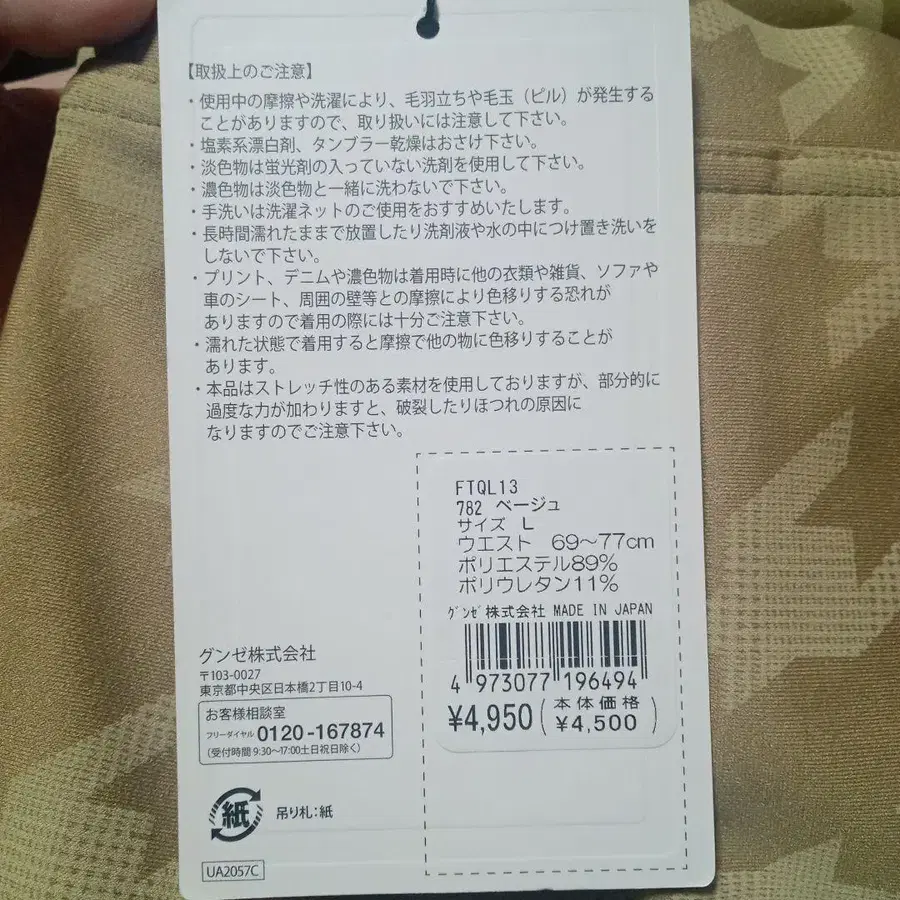 【取扱上のご注意】
・使用中の摩擦や洗濯により、毛羽立ちや毛玉（ピル）が発生する
ことがありますので、取り扱いには注意して下さい。
・塩素系漂白剤、タンブラー乾燥はおさけ下さい。
・淡色物は蛍光剤の入っていない洗剤を使用して下さい。
・濃色物は淡色物と一緒に洗わないで下さい。
・手洗いは洗濯ネットのご使用をおすすめいたします。
・長時間濡れたままで放置したり洗剤液や水の中につけ置き洗いを
しないで下さい。
・プリント、デニムや濃色物は着用時に他の衣類や雑貨、ソファや
車のシート、周囲の壁等との摩擦により色移りする恐れが
ありますので着用の際には十分ご注意下さい。
・濡れた状態で着用すると摩擦で他の物に色移りすることが
あります。
・本品はストレッチ性のある素材を使用しておりますが、部分的に
過度な力が加わりますと、破裂したりほつれの原因に
なりますのでご注意下さい。
FTQL13
782 ベージュ
サイズ L
ウエスト 69～77cm
ポリエステル89%
ポリウレタン11%
グンゼ株式会社 MADE IN JAPAN
4 973077 196494
¥4,950(本体価格 ¥4,500)
グンゼ株式会社
〒103-0027
東京都中央区日本橋2丁目10-4
お客様相談室
フリーダイヤル 0120-167874
（受付時間 9:30～17:00土日祝日除く）
紙 吊り札：紙
UA2057C